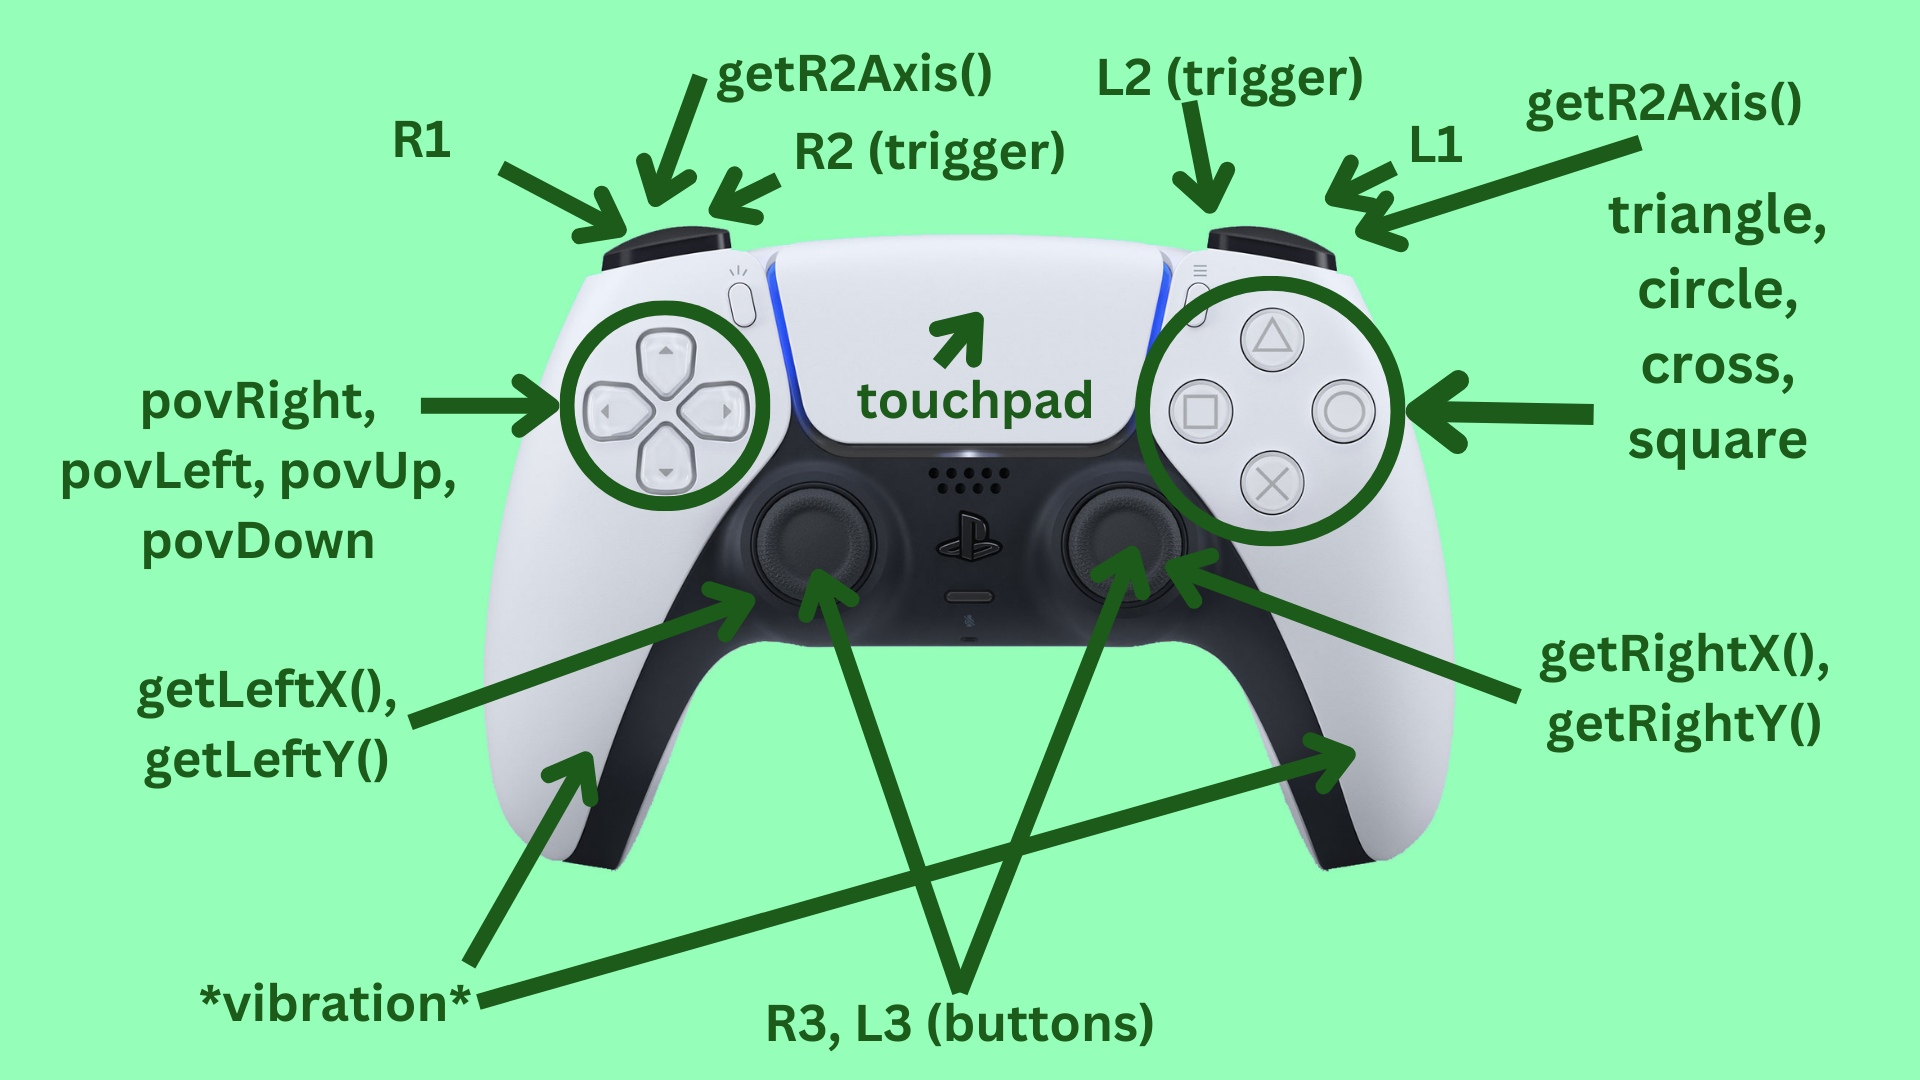 getR2Axis()
L2 (trigger)
getR2Axis()
R1
R2 (trigger)
L1
triangle,
circle,
cross,
square
povRight,
povLeft, povUp,
povDown
touchpad
getLeftX(),
getLeftY()
getRightX(),
getRightY()
*vibration*
R3, L3 (buttons)